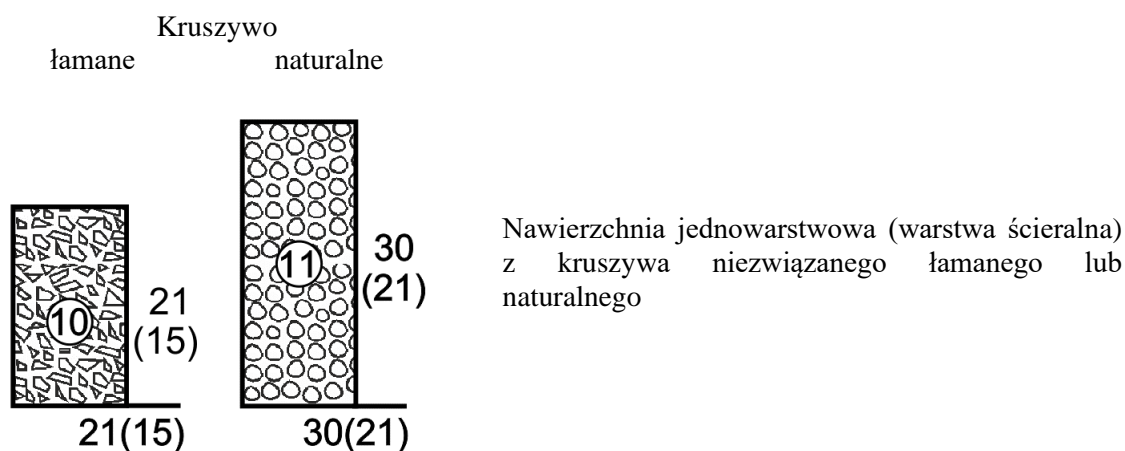 Kruszywo
łamane naturalne
10
21
(15)
21(15)
11
30
(21)
30(21)
Nawierzchnia jednowarstwowa (warstwa ścieralna)
z kruszywa niezwiązanego łamanego lub
naturalnego